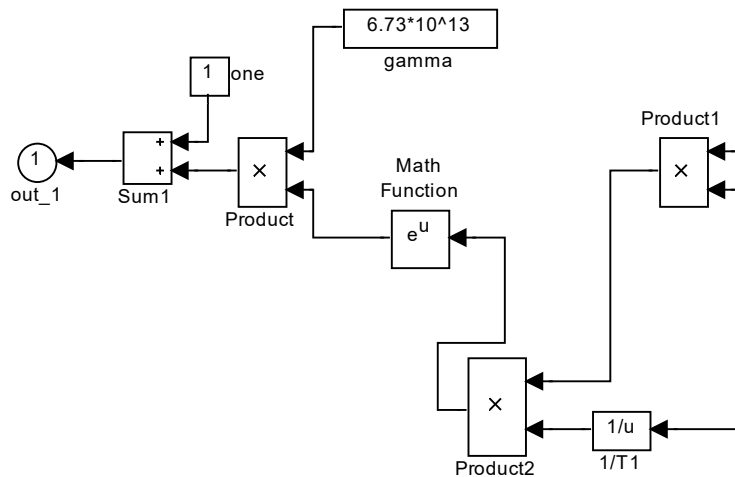 6.73*10^13
gamma
1
one
Product1
+
1
Math
+
×
×
out_1
Sum1
Function
Product
e^u
×
1/u
Product2
1/T1